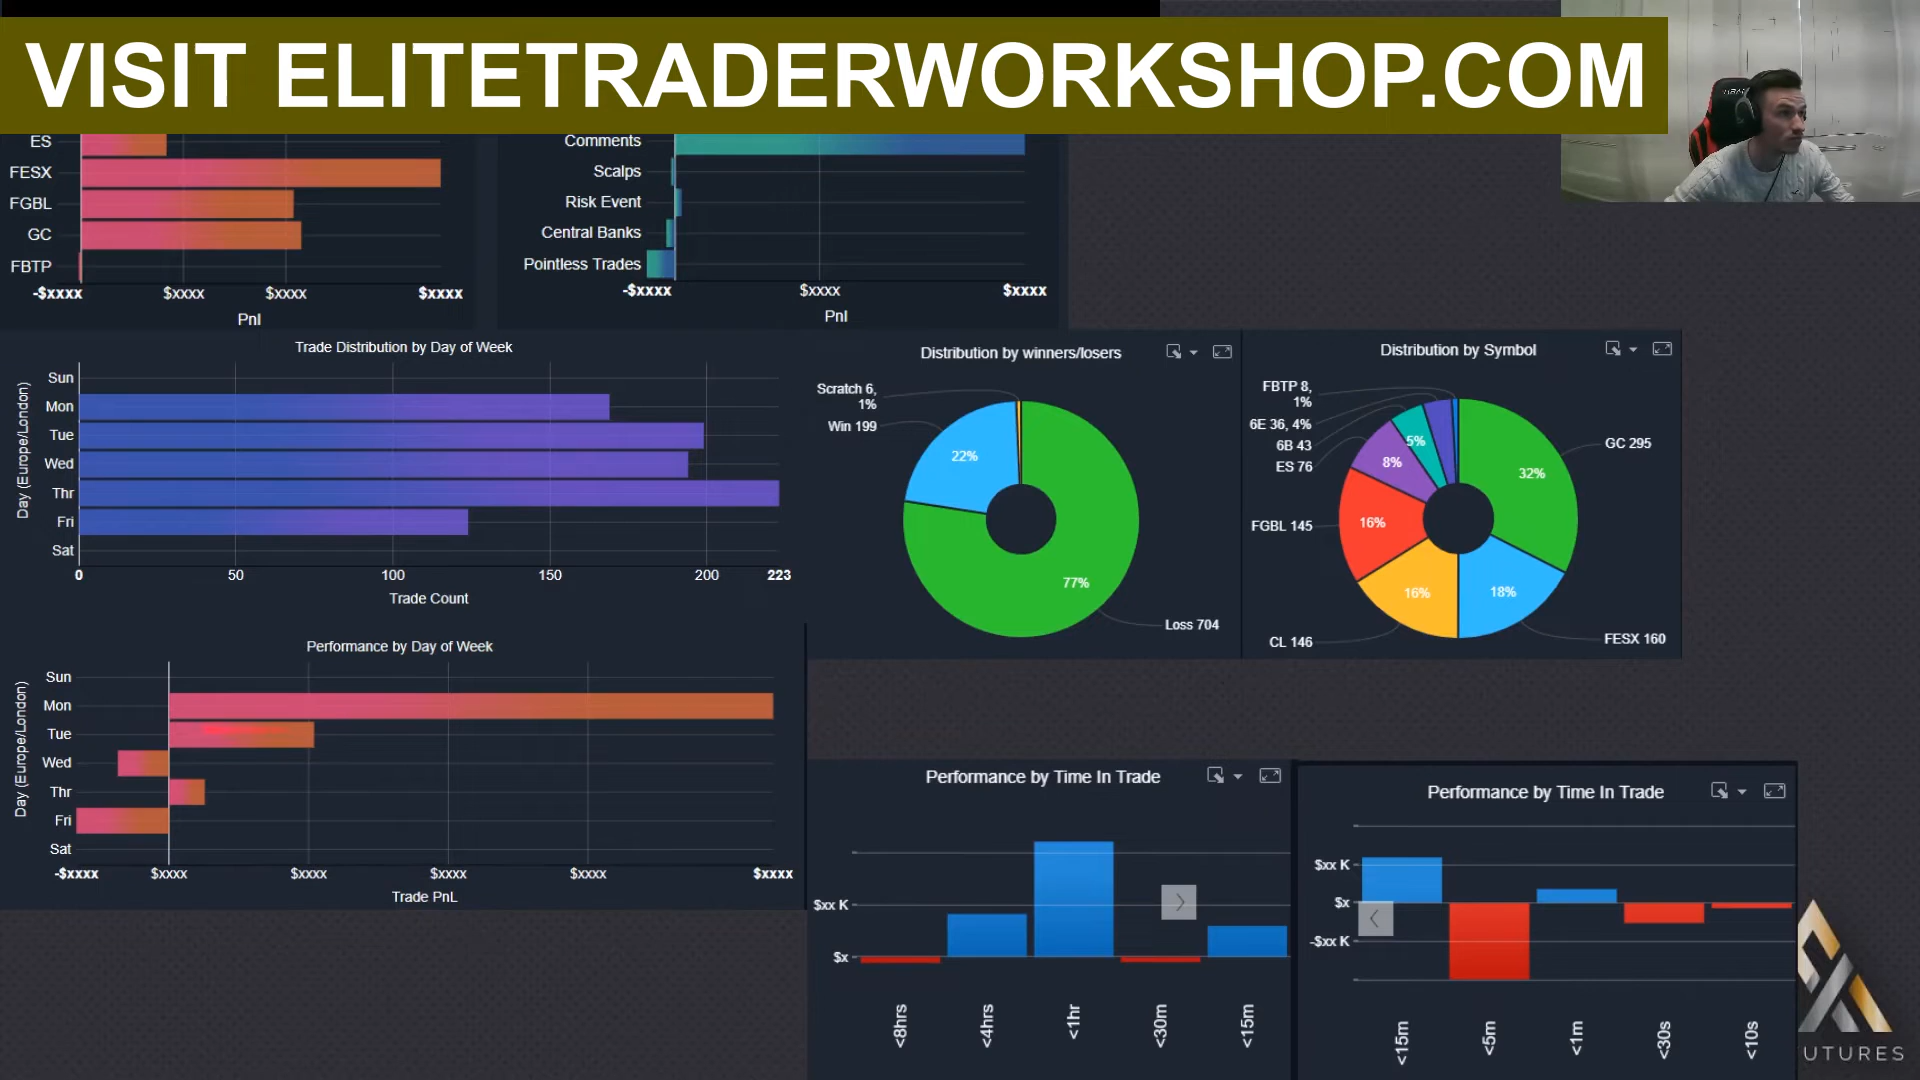 VISIT ELITETRADERWORKSHOP.COM
ES
FESX
FGBL
GC
FBTP
-$xxxx $xxxx $xxxx $xxxx
Pnl
Comments
Scalps
Risk Event
Central Banks
Pointless Trades
-$xxxx $xxxx $xxxx
Pnl
Trade Distribution by Day of Week
Day (Europe/London)
Sun
Mon
Tue
Wed
Thr
Fri
Sat
0 50 100 150 200 223
Trade Count
Distribution by winners/losers
Scratch 6,
1%
Win 199
22%
77%
Loss 704
Distribution by Symbol
FBTP 8,
1%
6E 36, 4%
6B 43
ES 76
5%
8%
GC 295
32%
FGBL 145
16%
16%
18%
CL 146
FESX 160
Performance by Day of Week
Day (Europe/London)
Sun
Mon
Tue
Wed
Thr
Fri
Sat
-$xxxx $xxxx $xxxx $xxxx $xxxx $xxxx
Trade PnL
Performance by Time In Trade
$xx K
$x
<8hrs
<4hrs
<1hr
<30m
<15m
Performance by Time In Trade
$xx K
$x
-$xx K
<15m
<5m
<1m
<30s
<10s
UTURES